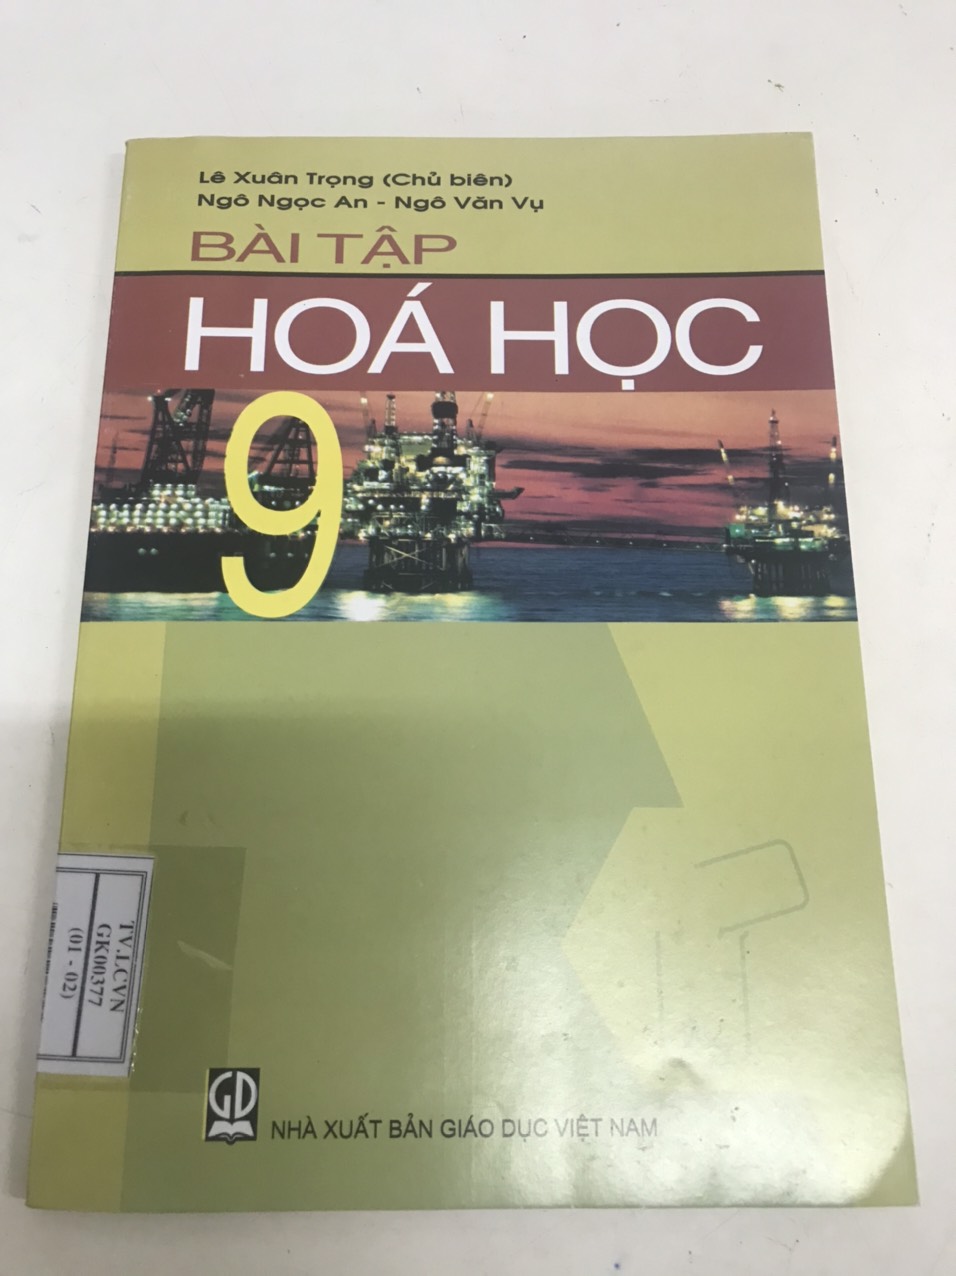 Lê Xuân Trọng (Chủ biên)
Ngô Ngọc An - Ngô Văn Vụ
BÀI TẬP
HOÁ HỌC
9
TV.LCVN
GK00377
(01 - 02)
GD
NHÀ XUẤT BẢN GIÁO DỤC VIỆT NAM